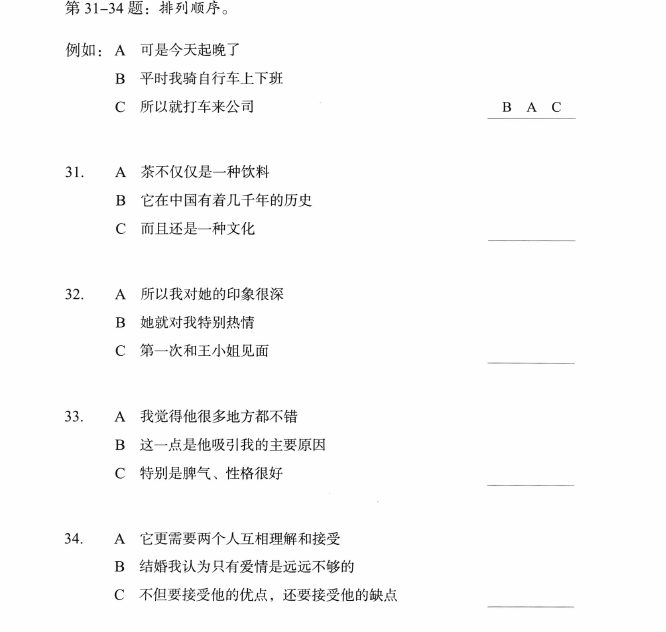 第 31–34 题：排列顺序。
例如： A 可是今天起晚了
B 平时我骑自行车上下班
C 所以就打车来公司 B A C
31. A 茶不仅仅是一种饮料
B 它在中国有着几千年的历史
C 而且还是一种文化
32. A 所以我对她的印象很深
B 她就对我特别热情
C 第一次和王小姐见面
33. A 我觉得他很多地方都不错
B 这一点是他吸引我的主要原因
C 特别是脾气、性格很好
34. A 它更需要两个人互相理解和接受
B 结婚我认为只有爱情是远远不够的
C 不但要接受他的优点，还要接受他的缺点